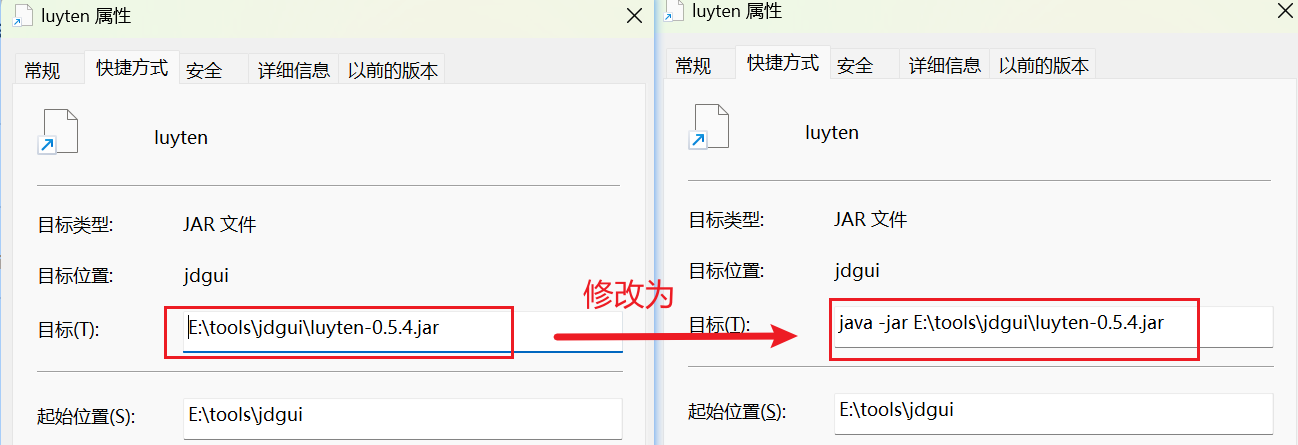 luyten 属性
常规 快捷方式 安全 详细信息 以前的版本
luyten
目标类型: JAR 文件
目标位置: jdgui
目标(T): E:\tools\jdgui\luyten-0.5.4.jar
起始位置(S): E:\tools\jdgui
修改为
luyten 属性
常规 快捷方式 安全 详细信息 以前的版本
luyten
目标类型: JAR 文件
目标位置: jdgui
目标(T): java -jar E:\tools\jdgui\luyten-0.5.4.jar
起始位置(S): E:\tools\jdgui